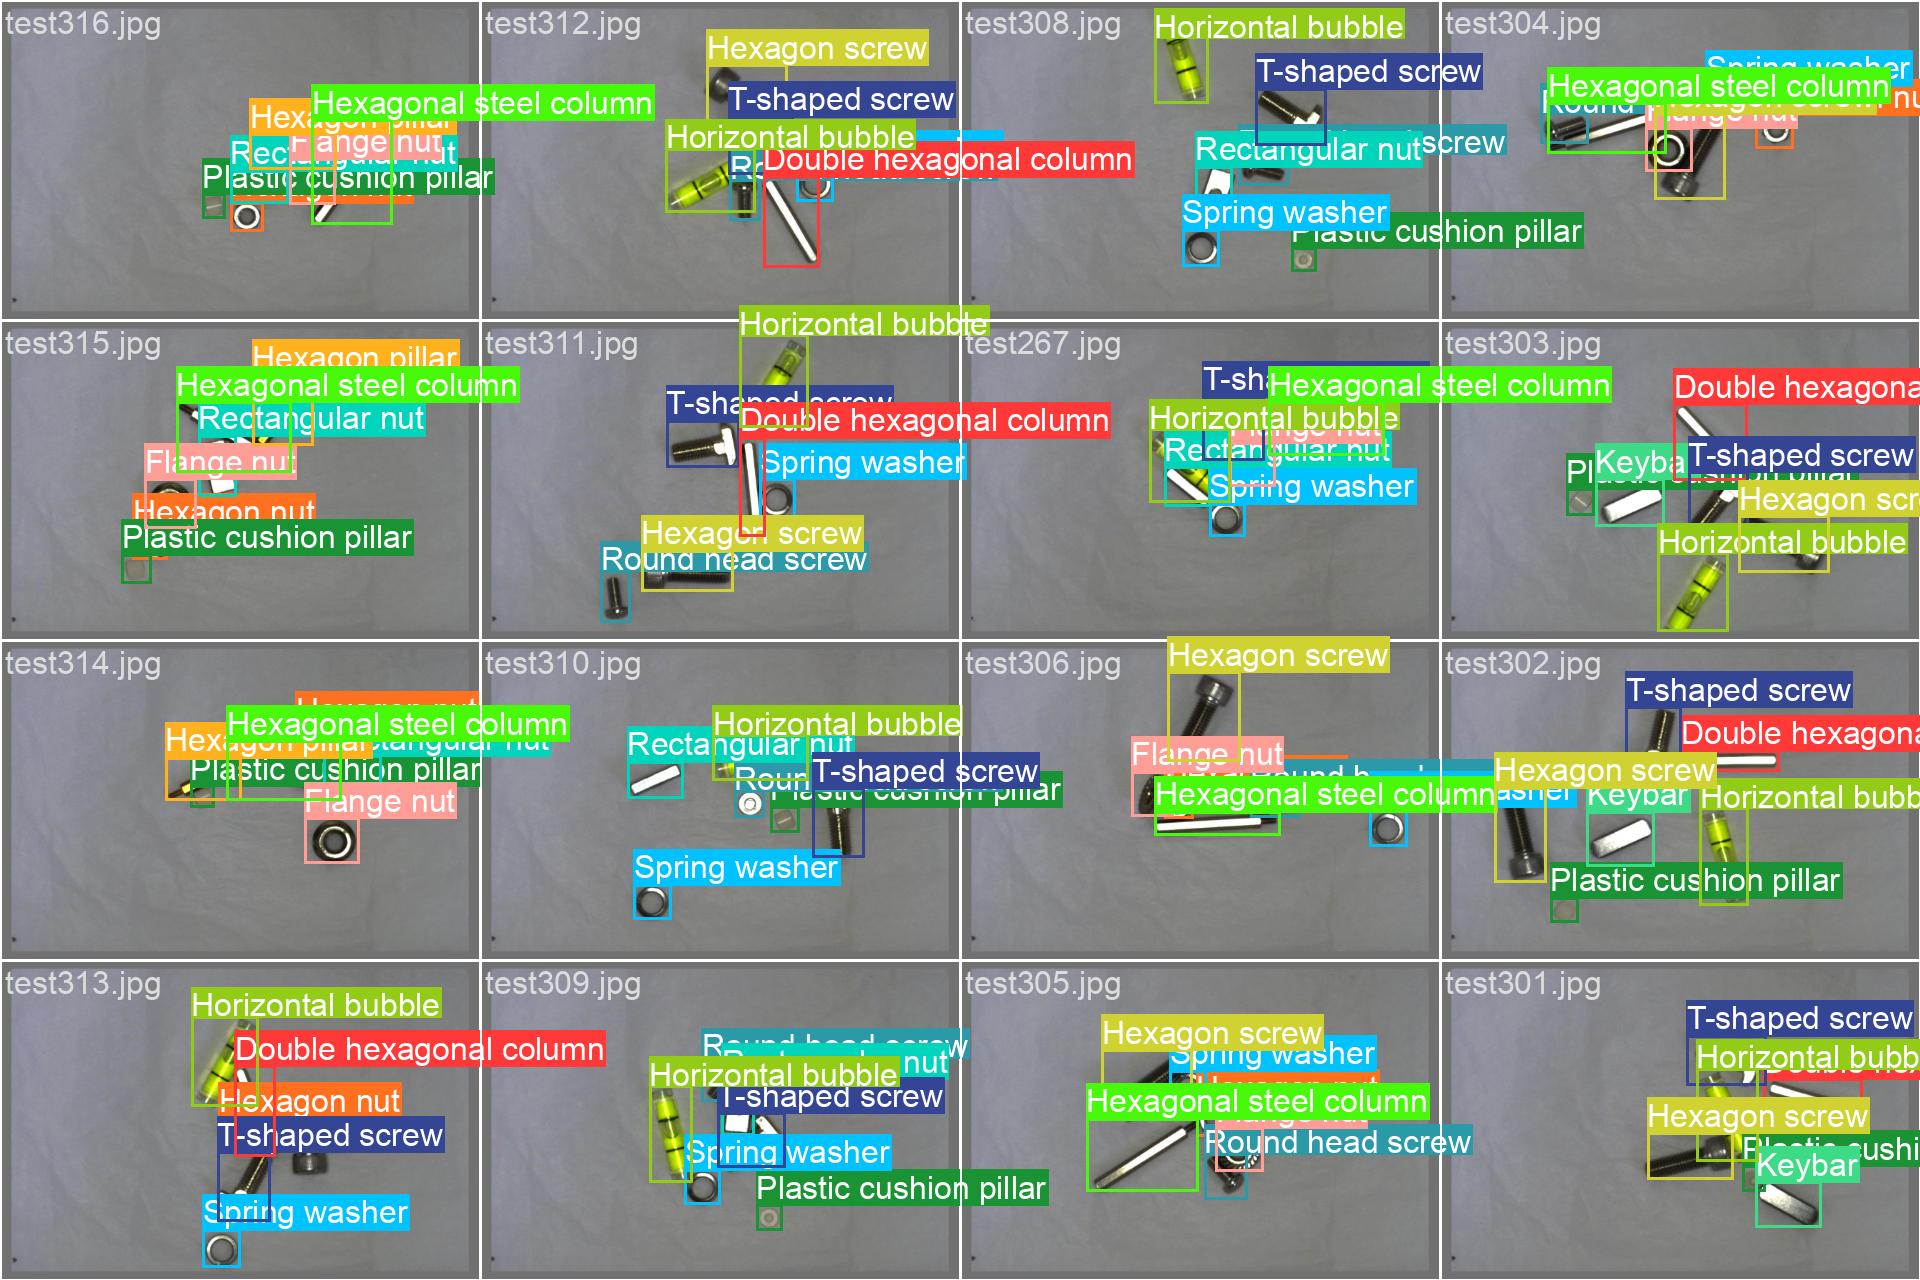 test316.jpg
Hexagonal steel column
Hexagon pillar
Flange nut
Rectangular nut
Plastic cushion pillar
test312.jpg
Hexagon screw
T-shaped screw
Horizontal bubble
Double hexagonal column
test308.jpg
Horizontal bubble
T-shaped screw
screw
Rectangular nut
Spring washer
Plastic cushion pillar
test304.jpg
Spring washer
Hexagonal steel column
Round
Hexagon screw
nu
Flange nut
test315.jpg
Hexagon pillar
Hexagonal steel column
Rectangular nut
Flange nut
Hexagon nut
Plastic cushion pillar
test311.jpg
Horizontal bubble
T-shaped screw
Double hexagonal column
Spring washer
Hexagon screw
Round head screw
test267.jpg
T-sha
Hexagonal steel column
Horizontal bubble
Flange nut
Rectangular nut
Spring washer
test303.jpg
Double hexagona
T-shaped screw
Keyba
Plastic cushion pillar
Hexagon scr
Horizontal bubble
test314.jpg
Hexagon nut
Hexagonal steel column
Hexagon pillar
Rectangular nut
Plastic cushion pillar
Flange nut
test310.jpg
Horizontal bubble
Rectangular nut
T-shaped screw
Roun
Plastic cushion pillar
Spring washer
test306.jpg
Hexagon screw
Flange nut
Hexagonal steel column
test302.jpg
T-shaped screw
Double hexagona
Hexagon screw
washer
Keybar
Horizontal bubb
Plastic cushion pillar
test313.jpg
Horizontal bubble
Double hexagonal column
Hexagon nut
T-shaped screw
Spring washer
test309.jpg
Round head screw
Rectangular nut
Horizontal bubble
T-shaped screw
Spring washer
Plastic cushion pillar
test305.jpg
Hexagon screw
Spring washer
Hexagon nut
Hexagonal steel column
Flange nut
Round head screw
test301.jpg
T-shaped screw
Horizontal bubb
Hexagon screw
Plastic cushi
Keybar